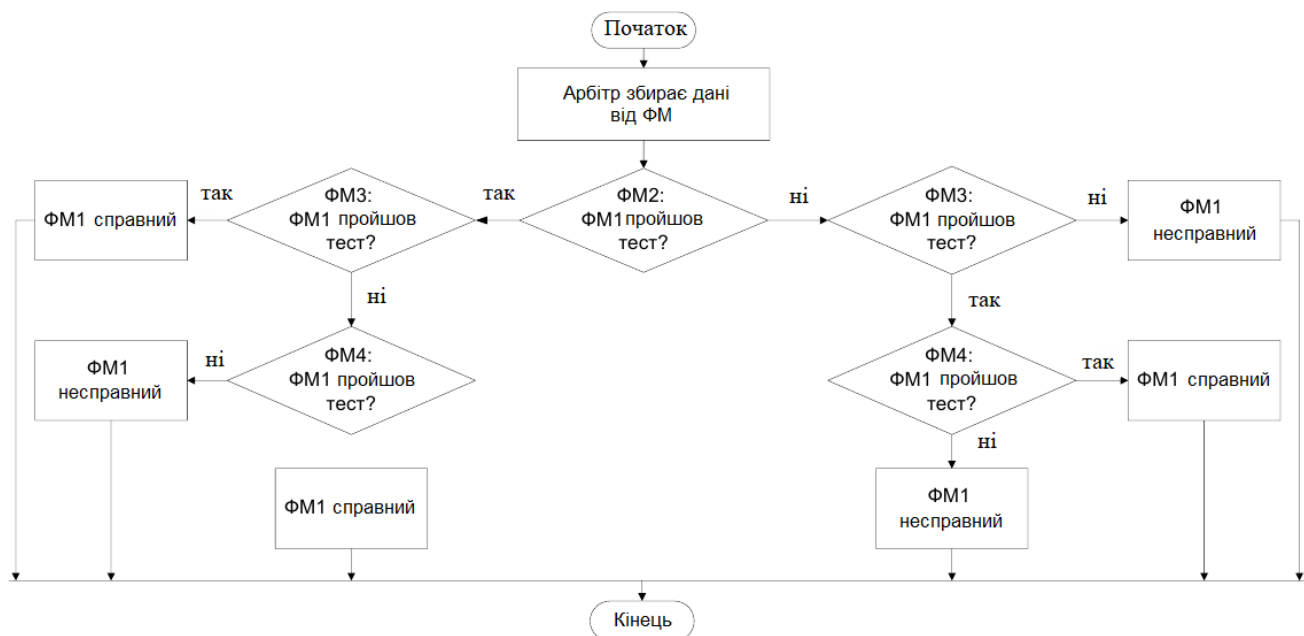 Початок
Арбітр збирає дані
від ФМ
ФМ1 справний
так
ФМ3:
ФМ1 пройшов
тест?
так
ФМ2:
ФМ1 пройшов
тест?
ні
ФМ3:
ФМ1 пройшов
тест?
ні
ФМ1
несправний
ні
так
ФМ1
несправний
ні
ФМ4:
ФМ1 пройшов
тест?
ФМ4:
ФМ1 пройшов
тест?
так
ФМ1 справний
ні
ФМ1 справний
ФМ1
несправний
Кінець